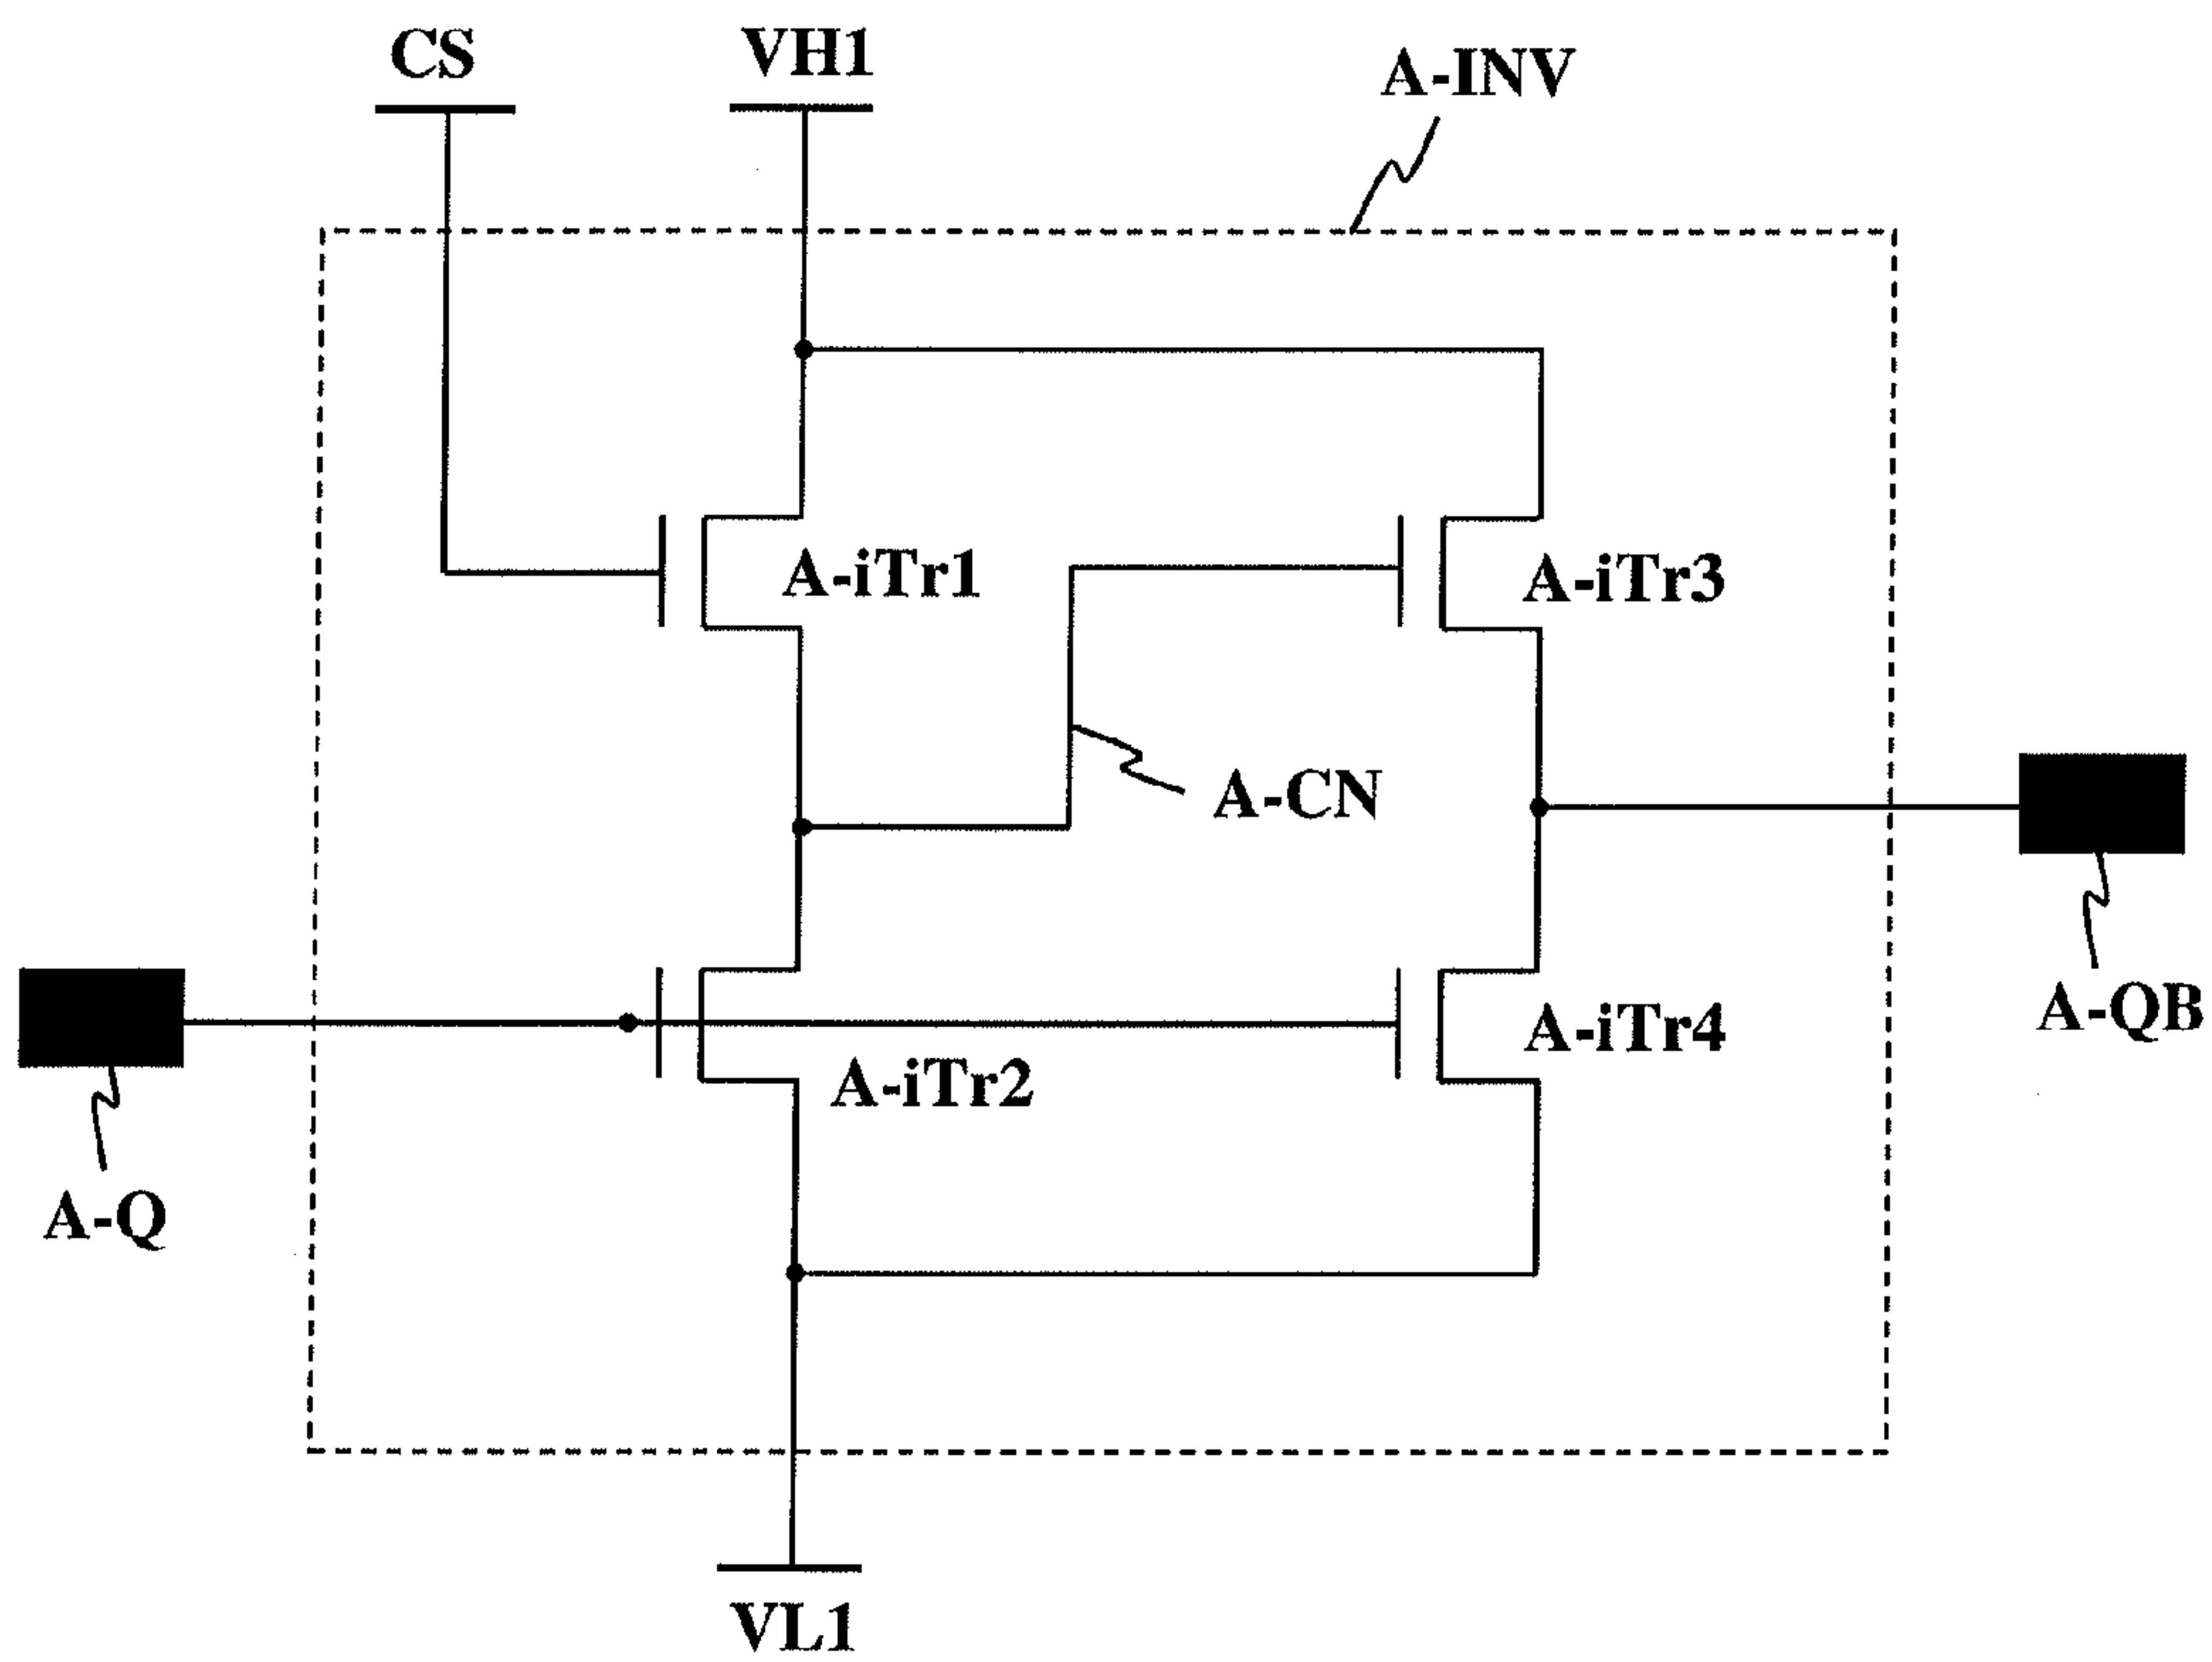 CS
VH1
A-INV
A-iTr1
A-iTr3
A-CN
A-iTr2
A-iTr4
A-QB
A-Q
VL1